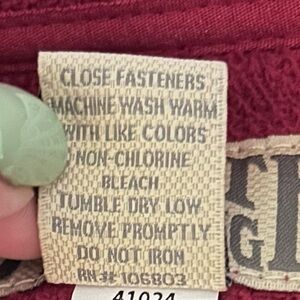 CLOSE FASTENERS
MACHINE WASH WARM
WITH LIKE COLORS
NON-CHLORINE
BLEACH
TUMBLE DRY LOW
REMOVE PROMPTLY
DO NOT IRON
RN# 106803
41024